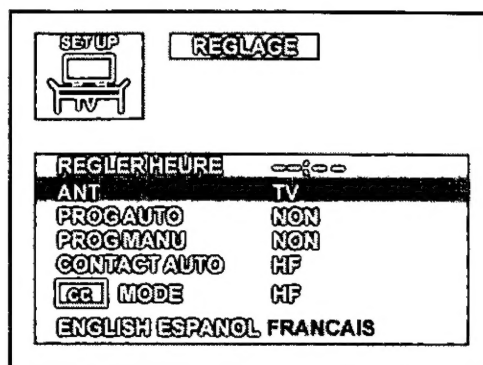 SET UP
REGLAGE
TV
REGLER HEURE --:--
ANT TV
PROG AUTO NON
PROG MANU NON
CONTACT AUTO HF
CC MODE HF
ENGLISH ESPANOL FRANCAIS